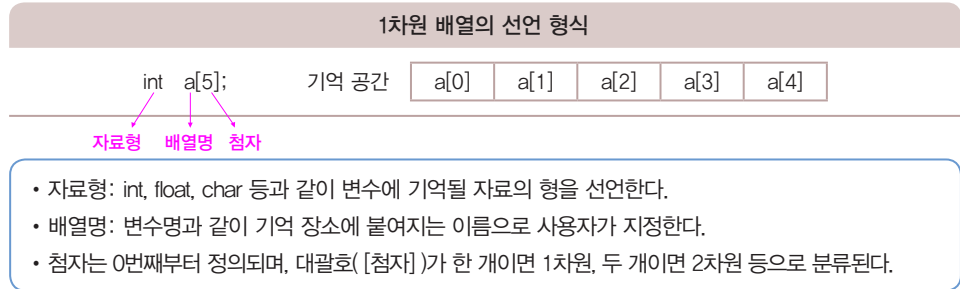 1차원 배열의 선언 형식
int a[5]; 기억 공간 a[0] a[1] a[2] a[3] a[4]
자료형 배열명 첨자
• 자료형: int, float, char 등과 같이 변수에 기억될 자료의 형을 선언한다.
• 배열명: 변수명과 같이 기억 장소에 붙여지는 이름으로 사용자가 지정한다.
• 첨자는 0번째부터 정의되며, 대괄호( [첨자] )가 한 개이면 1차원, 두 개이면 2차원 등으로 분류된다.